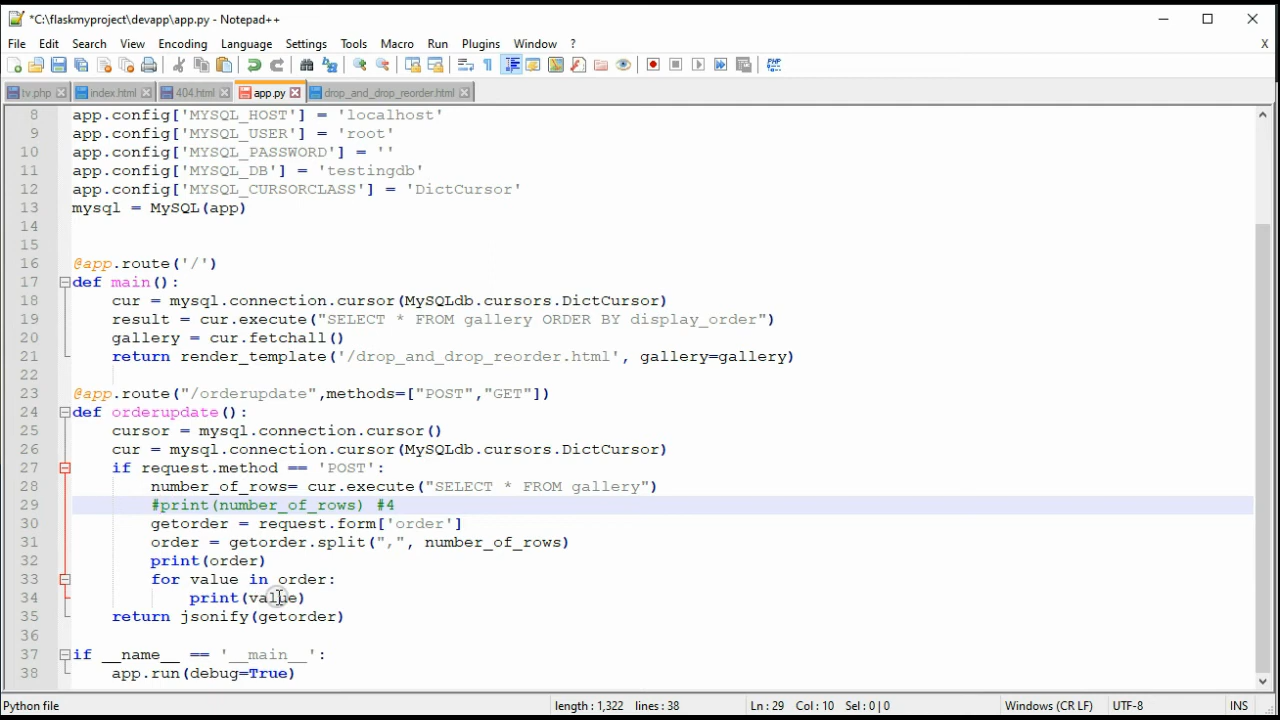 *C:\flaskmyproject\devapp\app.py - Notepad++
File Edit Search View Encoding Language Settings Tools Macro Run Plugins Window ? X
tv.php index.html 404.html app.py drop_and_drop_reorder.html
8 app.config['MYSQL_HOST'] = 'localhost'
9 app.config['MYSQL_USER'] = 'root'
10 app.config['MYSQL_PASSWORD'] = ''
11 app.config['MYSQL_DB'] = 'testingdb'
12 app.config['MYSQL_CURSORCLASS'] = 'DictCursor'
13 mysql = MySQL(app)
14
15
16 @app.route('/')
17 def main():
18     cur = mysql.connection.cursor(MySQLdb.cursors.DictCursor)
19     result = cur.execute("SELECT * FROM gallery ORDER BY display_order")
20     gallery = cur.fetchall()
21     return render_template('/drop_and_drop_reorder.html', gallery=gallery)
22
23 @app.route("/orderupdate",methods=["POST","GET"])
24 def orderupdate():
25     cursor = mysql.connection.cursor()
26     cur = mysql.connection.cursor(MySQLdb.cursors.DictCursor)
27     if request.method == 'POST':
28         number_of_rows= cur.execute("SELECT * FROM gallery")
29         #print(number_of_rows) #4
30         getorder = request.form['order']
31         order = getorder.split(",", number_of_rows)
32         print(order)
33         for value in order:
34             print(value)
35     return jsonify(getorder)
36
37 if __name__ == '__main__':
38     app.run(debug=True)
Python file length : 1,322 lines : 38 Ln : 29 Col : 10 Sel : 0 | 0 Windows (CR LF) UTF-8 INS